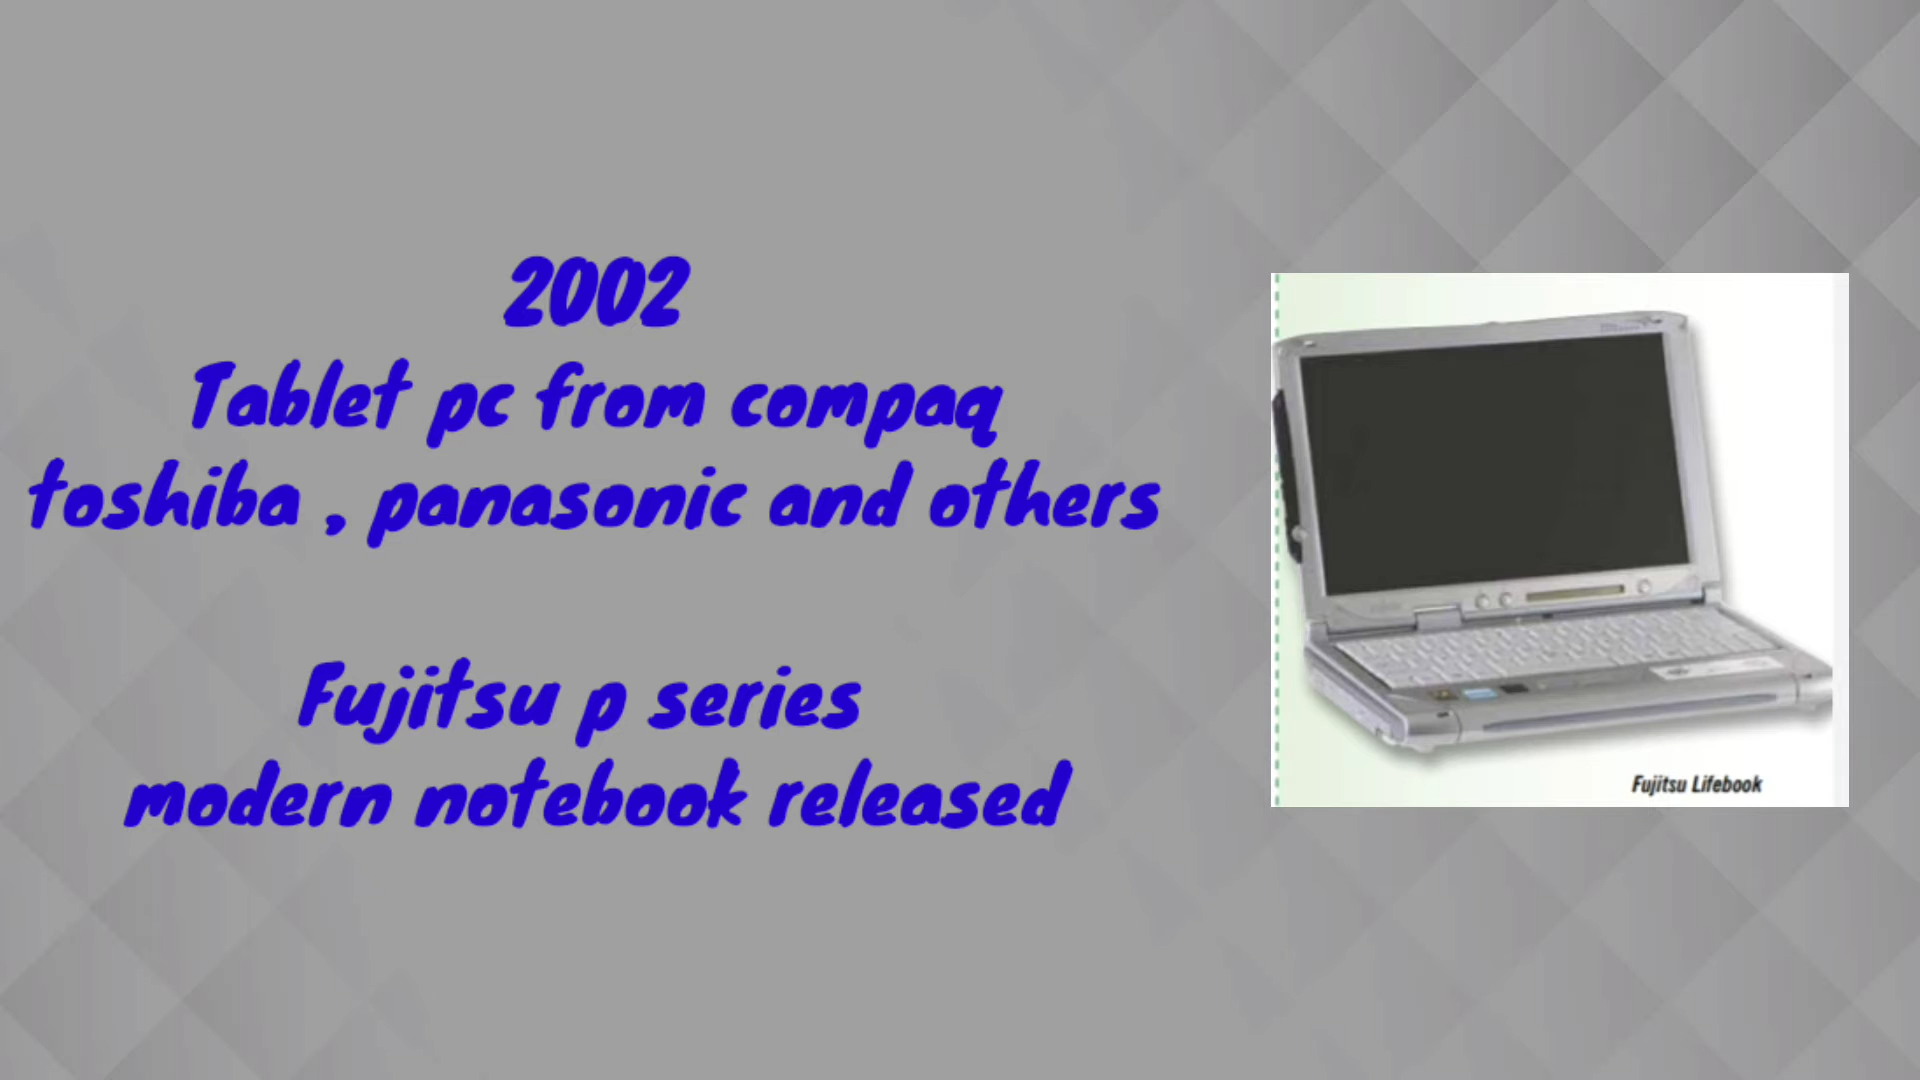 2002
Tablet pc from compaq
toshiba , panasonic and others
Fujitsu p series
modern notebook released
Fujitsu Lifebook